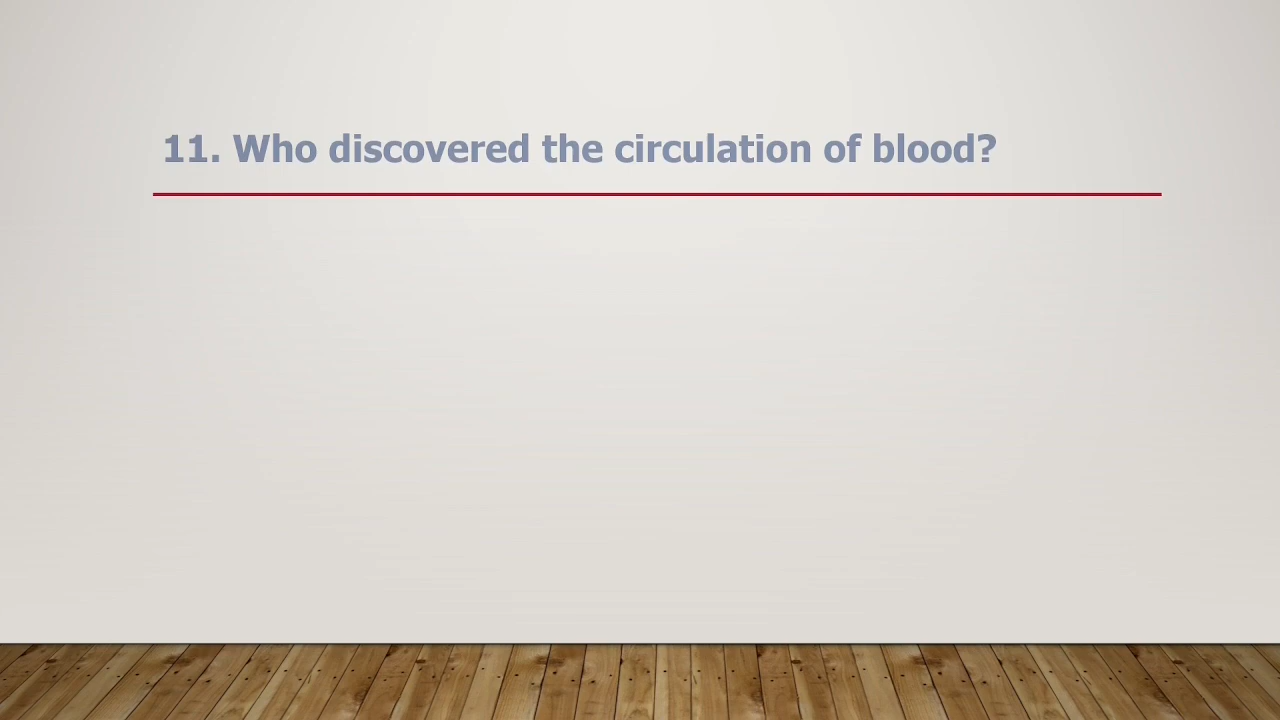 11. Who discovered the circulation of blood?